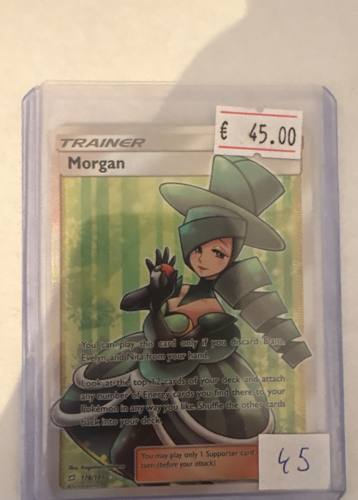 TRAINER
€ 45.00
Morgan
You can play this card only if you discard Dana,
Evelyn, and Nita from your hand.
Look at the top 12 cards of your deck and attach
any number of Energy cards you find there to your
Pokémon in any way you like. Shuffle the other cards
back into your deck.
You may play only 1 Supporter card
turn (before your attack).
45